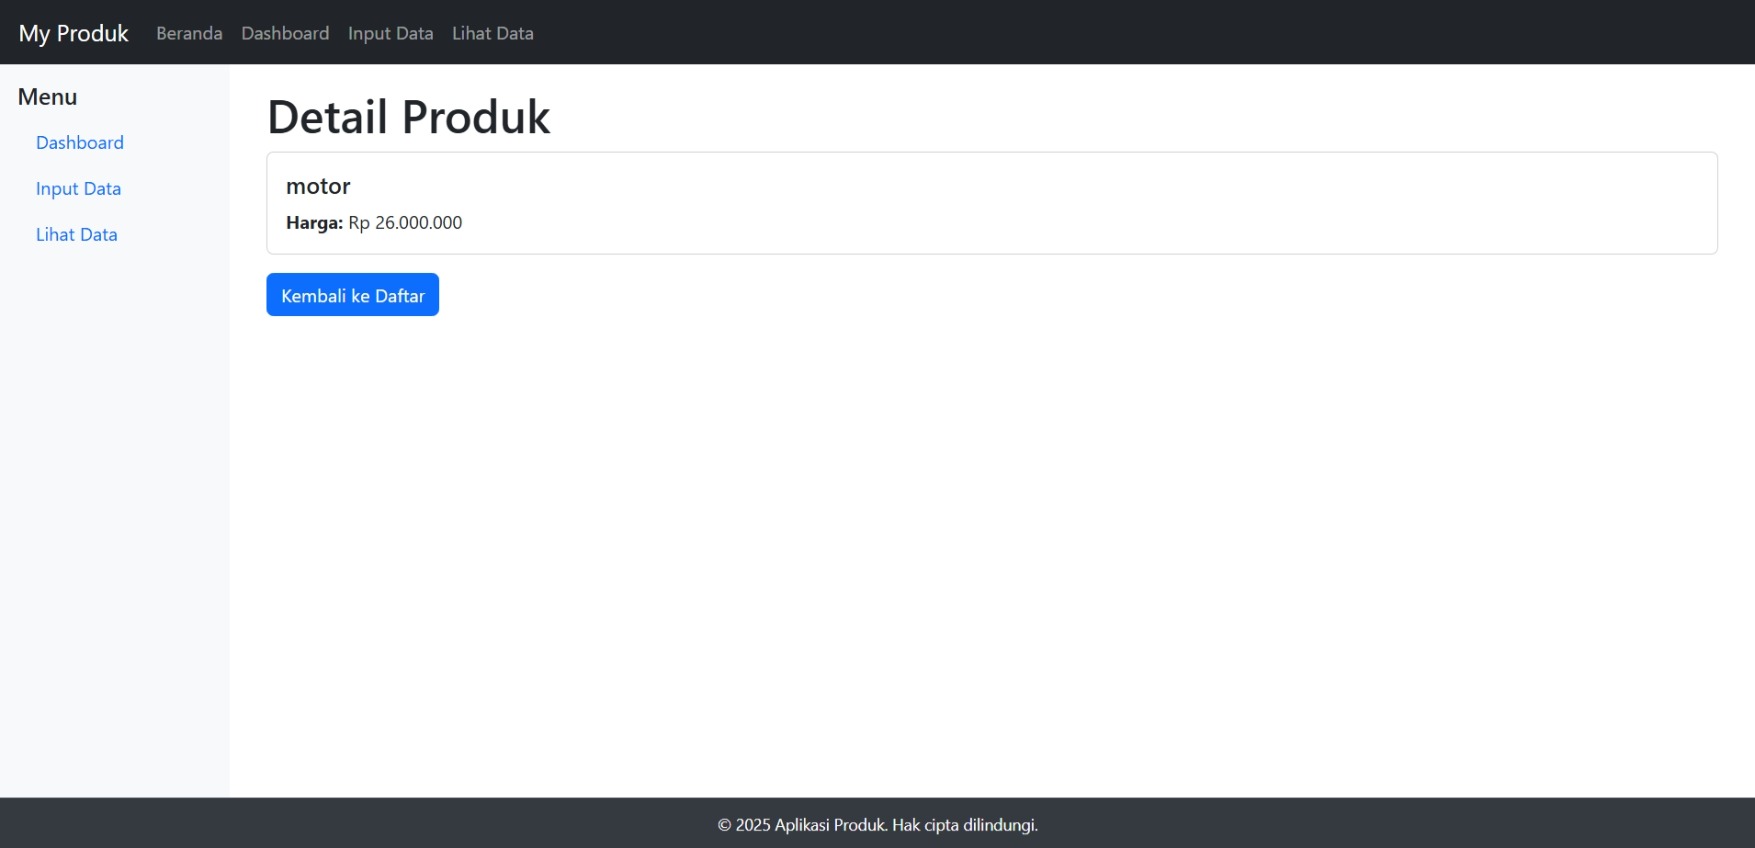 My Produk Beranda Dashboard Input Data Lihat Data
Menu
Dashboard
Input Data
Lihat Data
Detail Produk
motor
Harga: Rp 26.000.000
Kembali ke Daftar
© 2025 Aplikasi Produk. Hak cipta dilindungi.